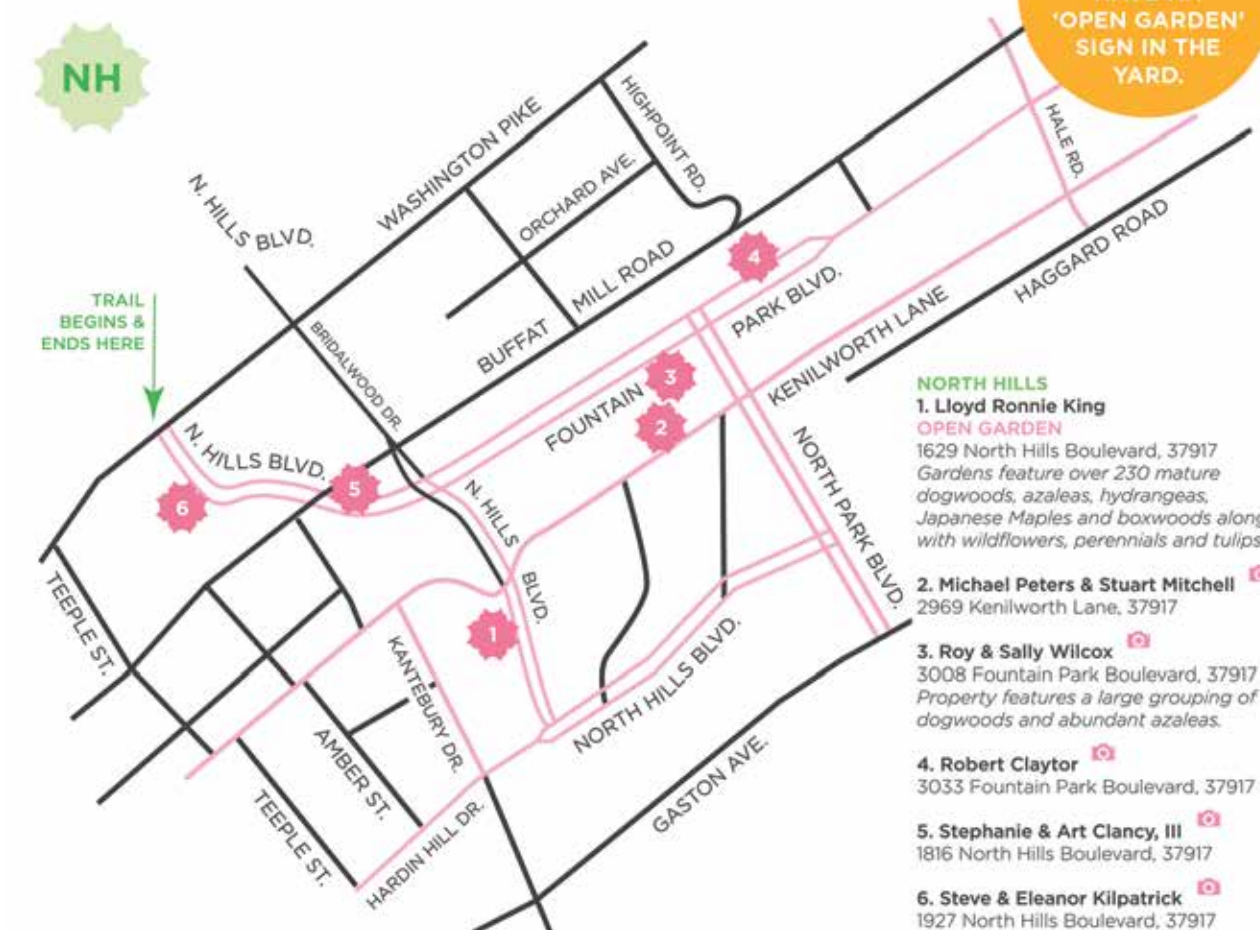 NH
'OPEN GARDEN'
SIGN IN THE
YARD.
WASHINGTON PIKE
HIGHPOINT RD.
ORCHARD AVE.
HALE RD.
N. HILLS BLVD.
MILL ROAD
BUFFAT
HAGGARD ROAD
4
PARK BLVD.
KENILWORTH LANE
TRAIL
BEGINS &
ENDS HERE
BRIDALWOOD DR.
3
FOUNTAIN
2
N. HILLS BLVD.
5
6
N. HILLS
BLVD.
NORTH PARK BLVD.
TEEPLE ST.
1
KANTEBURY DR.
NORTH HILLS BLVD.
AMBER ST.
GASTON AVE.
TEEPLE ST.
HARDIN HILL DR.
NORTH HILLS
1. Lloyd Ronnie King
OPEN GARDEN
1629 North Hills Boulevard, 37917
Gardens feature over 230 mature
dogwoods, azaleas, hydrangeas,
Japanese Maples and boxwoods along
with wildflowers, perennials and tulips
2. Michael Peters & Stuart Mitchell
2969 Kenilworth Lane, 37917
3. Roy & Sally Wilcox
3008 Fountain Park Boulevard, 37917
Property features a large grouping of
dogwoods and abundant azaleas.
4. Robert Claytor
3033 Fountain Park Boulevard, 37917
5. Stephanie & Art Clancy, III
1816 North Hills Boulevard, 37917
6. Steve & Eleanor Kilpatrick
1927 North Hills Boulevard, 37917